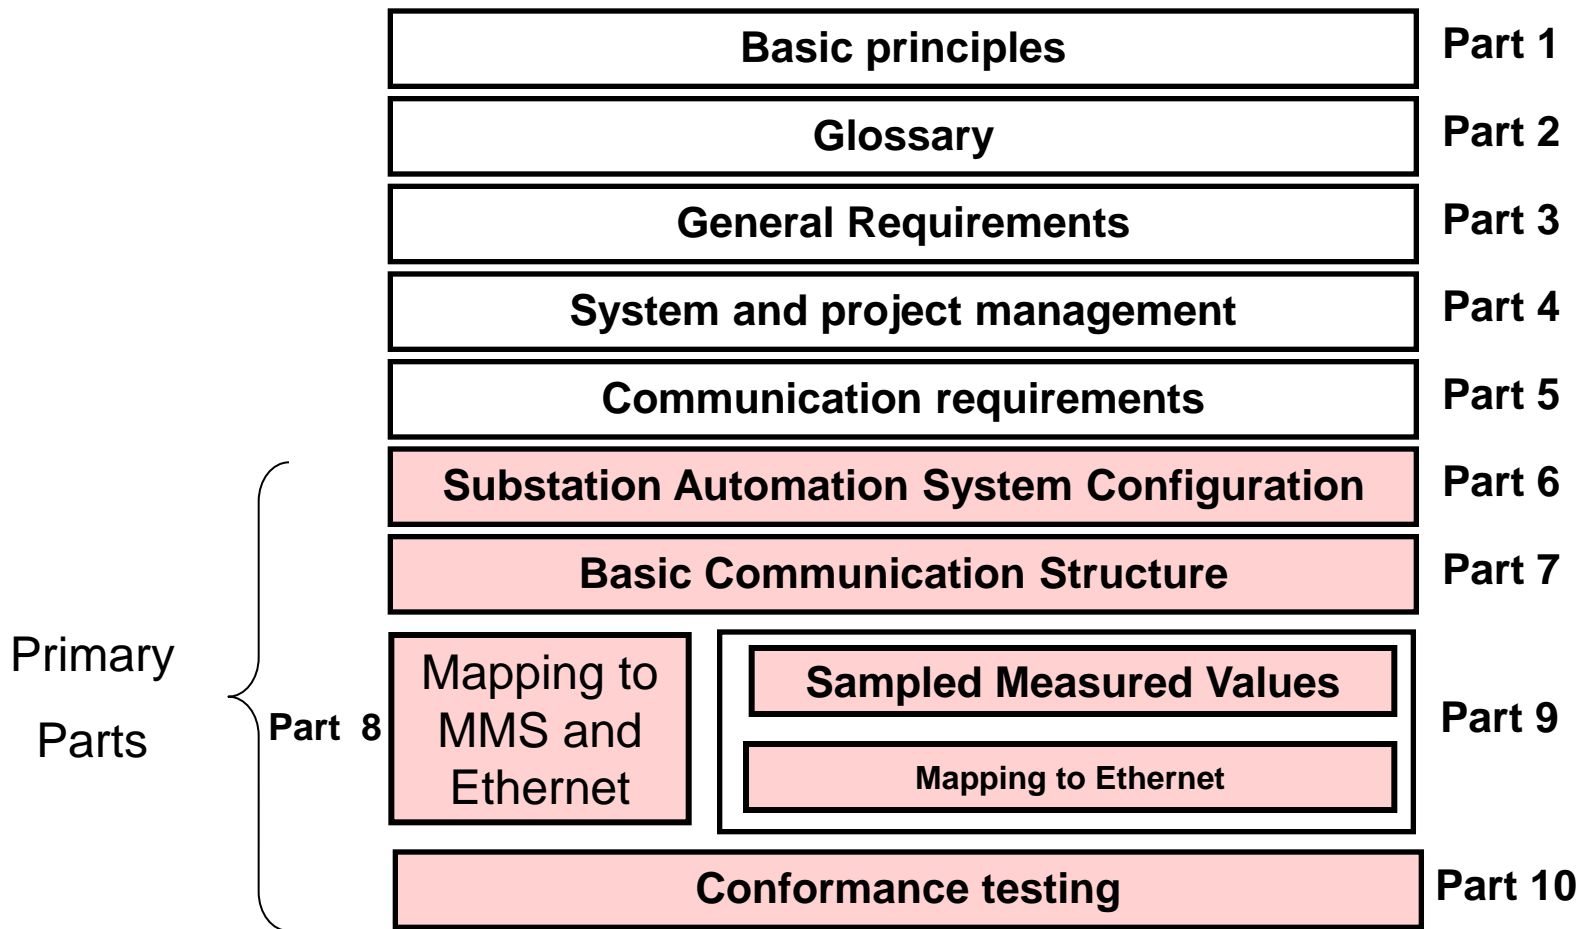 Basic principles
Part 1
Glossary
Part 2
General Requirements
Part 3
System and project management
Part 4
Communication requirements
Part 5
Substation Automation System Configuration
Part 6
Basic Communication Structure
Part 7
Primary
Parts
Part 8
Mapping to
MMS and
Ethernet
Sampled Measured Values
Mapping to Ethernet
Part 9
Conformance testing
Part 10